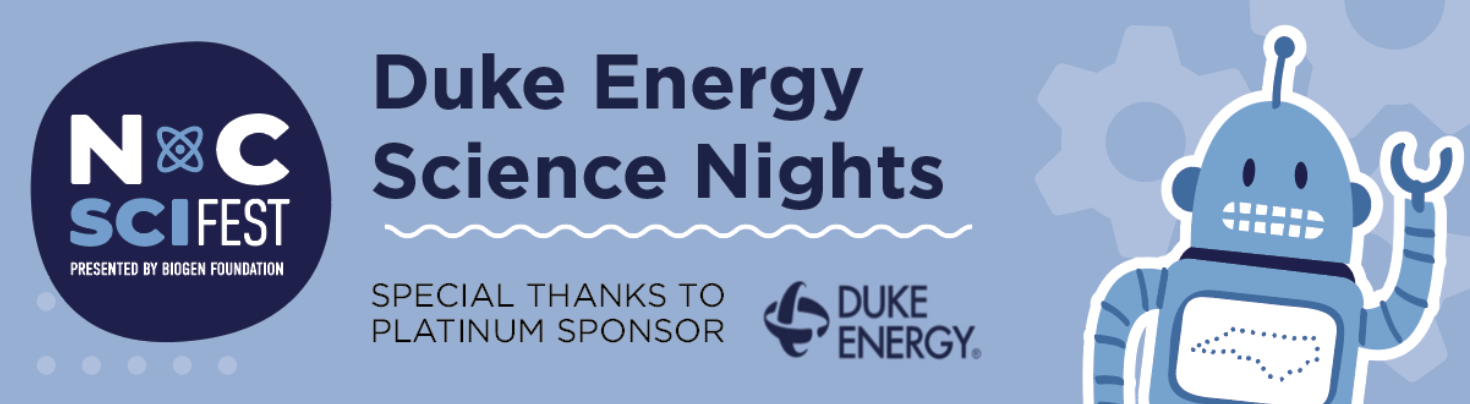 N C
SCIFEST
PRESENTED BY BIOGEN FOUNDATION
Duke Energy
Science Nights
SPECIAL THANKS TO
PLATINUM SPONSOR
DUKE
ENERGY®